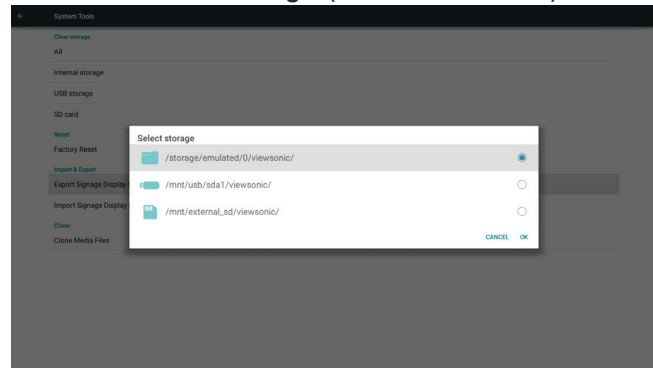 System Tools
Clear storage
All
Internal storage
USB storage
SD card
Reset
Factory Reset
Import & Export
Export Signage Display
Import Signage Display
Clone
Clone Media Files
Select storage
/storage/emulated/0/viewsonic/
/mnt/usb/sda1/viewsonic/
/mnt/external_sd/viewsonic/
CANCEL OK